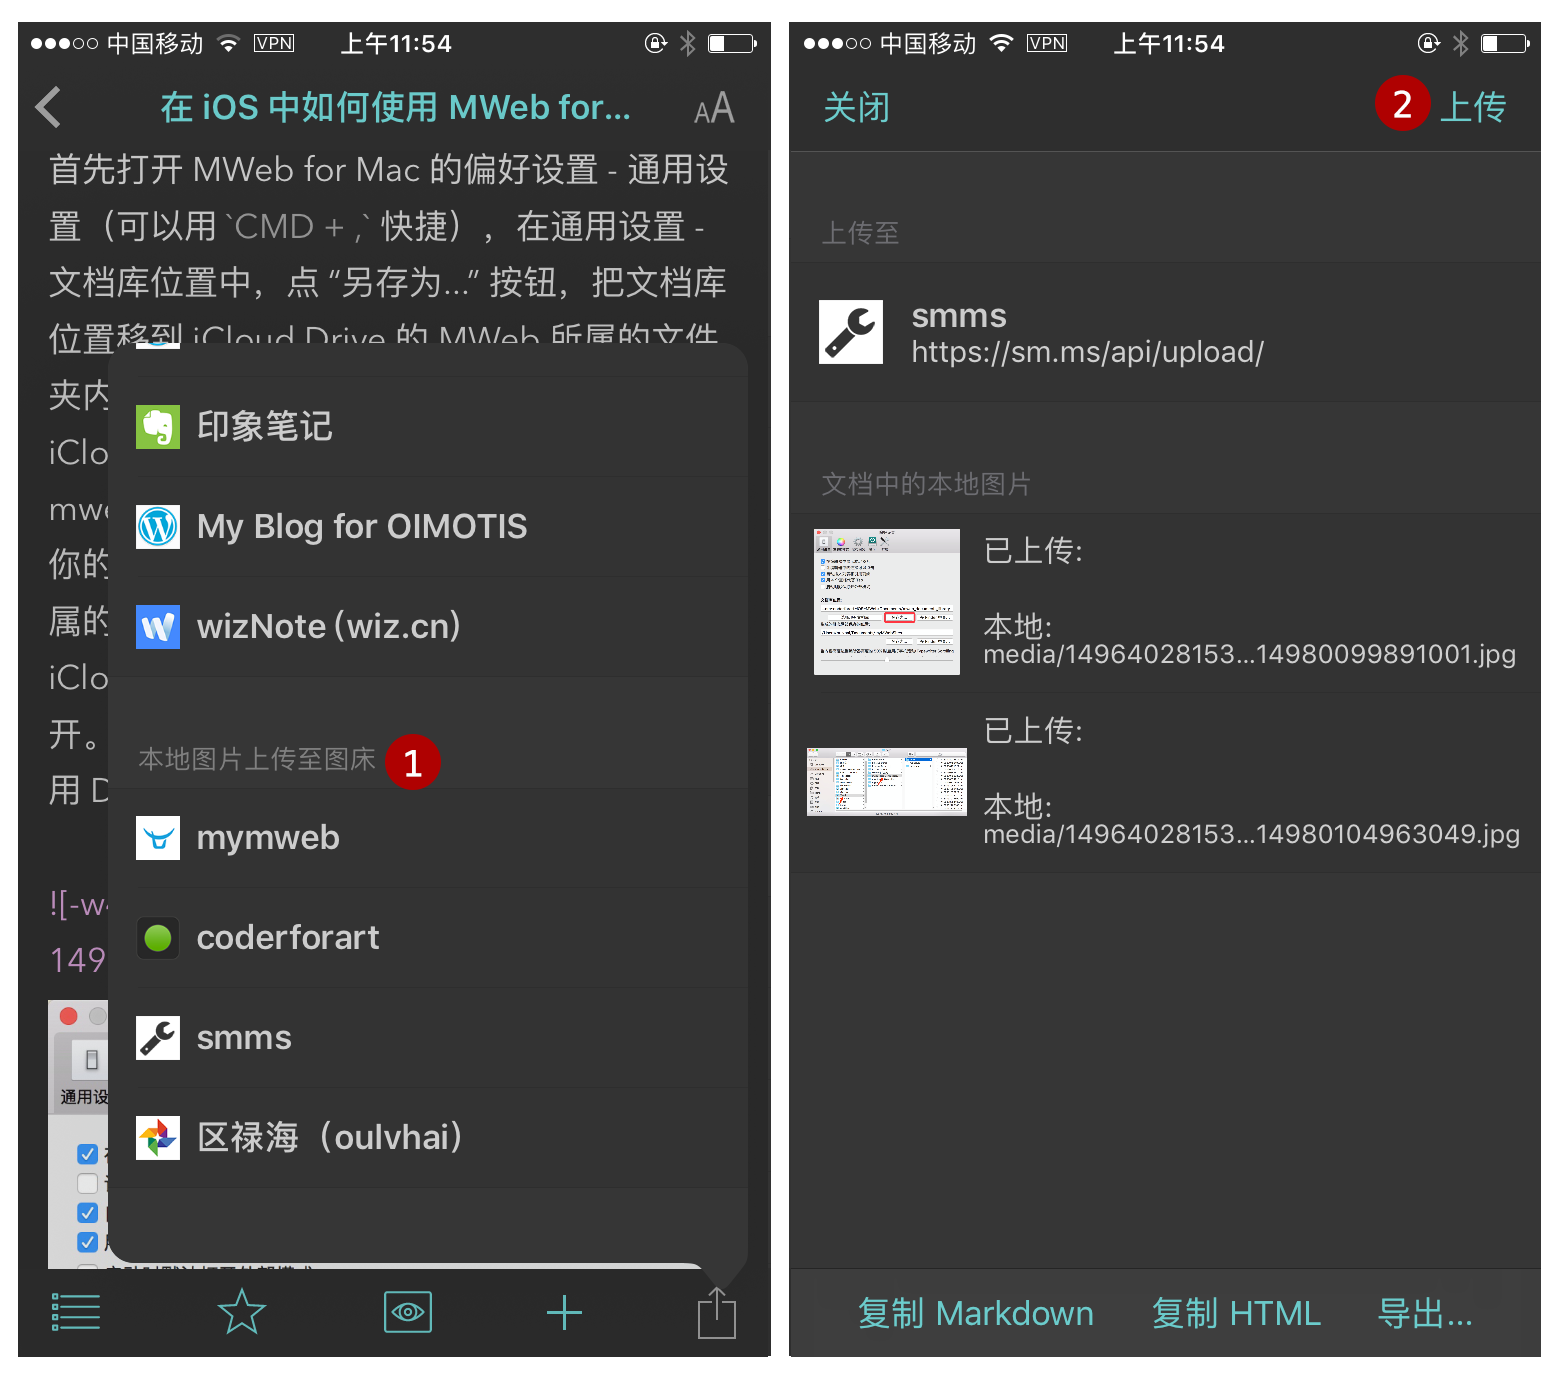 中国移动 VPN 上午11:54
在 iOS 中如何使用 MWeb for... AA
首先打开 MWeb for Mac 的偏好设置 - 通用设
置（可以用 `CMD + ,` 快捷），在通用设置 -
文档库位置中，点 “另存为...” 按钮，把文档库
位置移到 iCloud Drive 的 MWeb 所属的文件
夹内
iClo
mwe
你的
属的
iClo
开。
用 D
![-w
149
通用设
印象笔记
My Blog for OIMOTIS
wizNote (wiz.cn)
本地图片上传至图床 1
mymweb
coderforart
smms
区禄海（oulvhai）
中国移动 VPN 上午11:54
关闭 2 上传
上传至
smms
https://sm.ms/api/upload/
文档中的本地图片
已上传:
本地:
media/14964028153...14980099891001.jpg
已上传:
本地:
media/14964028153...14980104963049.jpg
复制 Markdown 复制 HTML 导出...